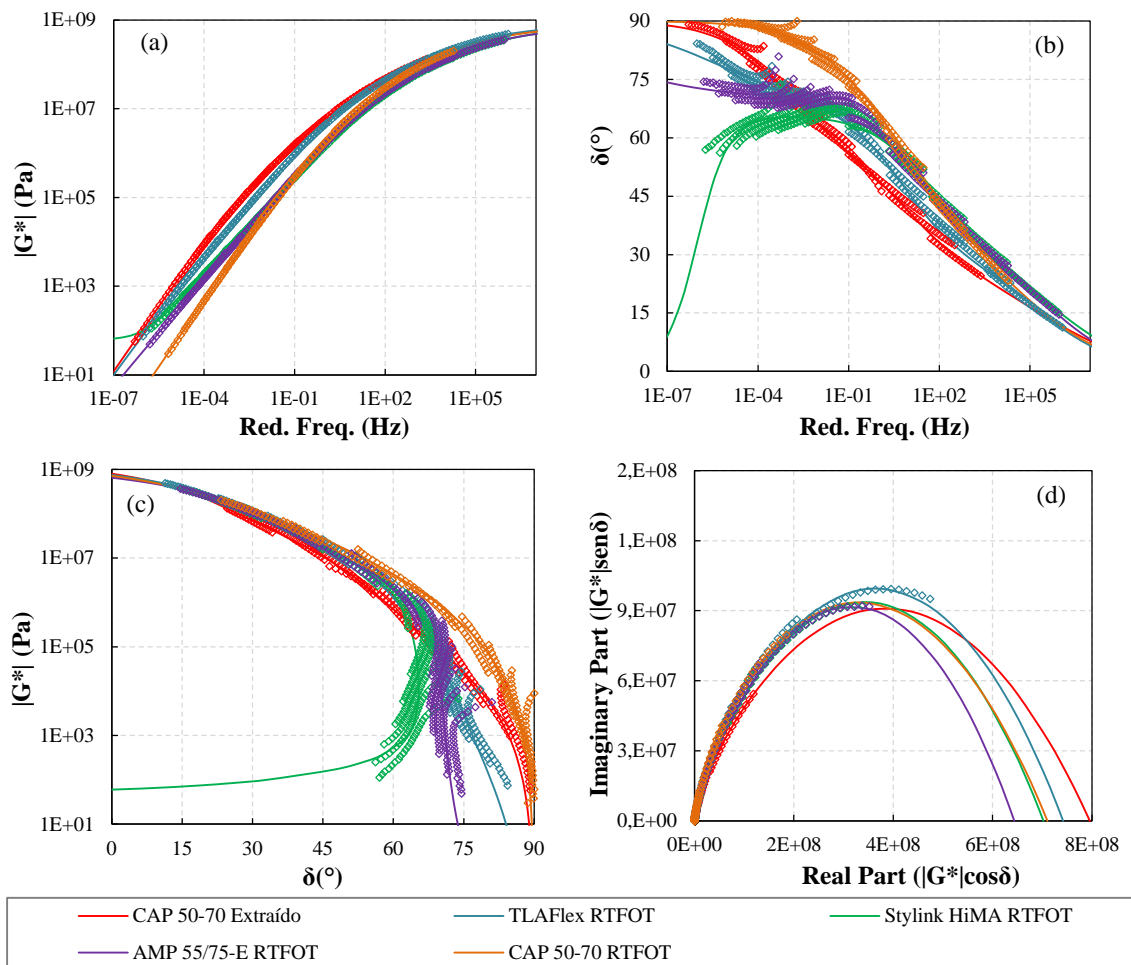 1E+09
(a)
1E+07
1E+05
1E+03
1E+01
|G*| (Pa)
1E-07 1E-04 1E-01 1E+02 1E+05
Red. Freq. (Hz)
90
(b)
75
60
45
30
15
0
δ(°)
1E-07 1E-04 1E-01 1E+02 1E+05
Red. Freq. (Hz)
1E+09
(c)
1E+07
1E+05
1E+03
1E+01
|G*| (Pa)
0 15 30 45 60 75 90
δ(°)
2,E+08
(d)
1,E+08
9,E+07
6,E+07
3,E+07
0,E+00
Imaginary Part (|G*|senδ)
0E+00 2E+08 4E+08 6E+08 8E+08
Real Part (|G*|cosδ)
CAP 50-70 Extraído TLAFlex RTFOT Stylink HiMA RTFOT
AMP 55/75-E RTFOT CAP 50-70 RTFOT